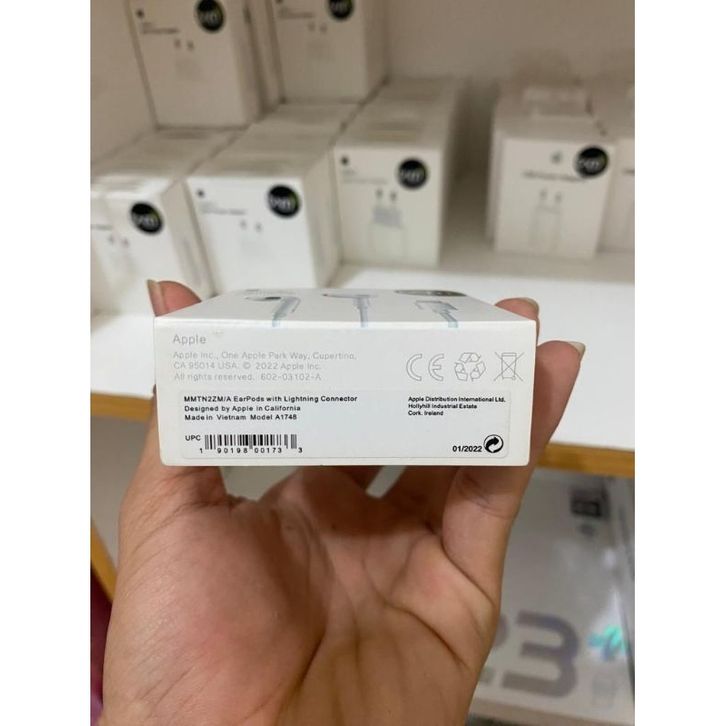 Apple
Apple Inc., One Apple Park Way, Cupertino,
CA 95014 USA. © 2022 Apple Inc.
All rights reserved. 602-03102-A
MMTN2ZM/A EarPods with Lightning Connector
Designed by Apple in California
Made in Vietnam Model A1748
Apple Distribution International Ltd.
Hollyhill Industrial Estate
Cork. Ireland
UPC
1 90198 00173 3
01/2022
23